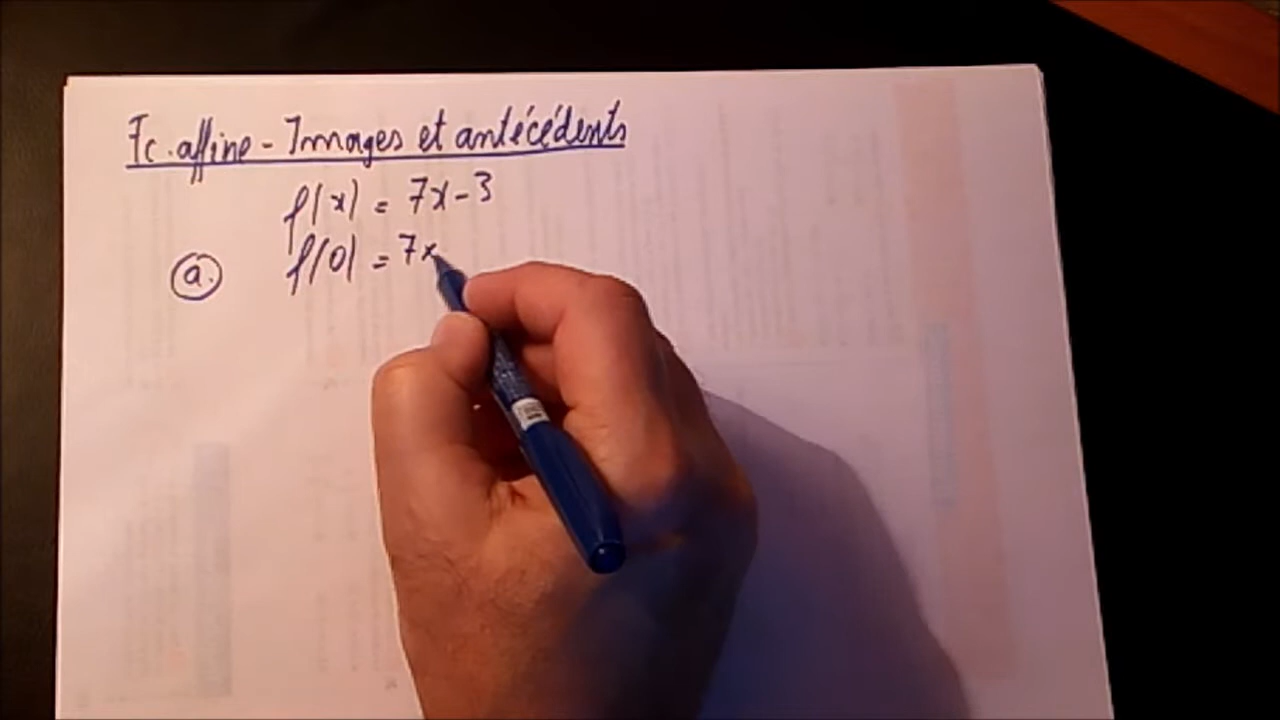 Fc. affine - Images et antécédents
f(x) = 7x - 3
a. f(0) = 7x